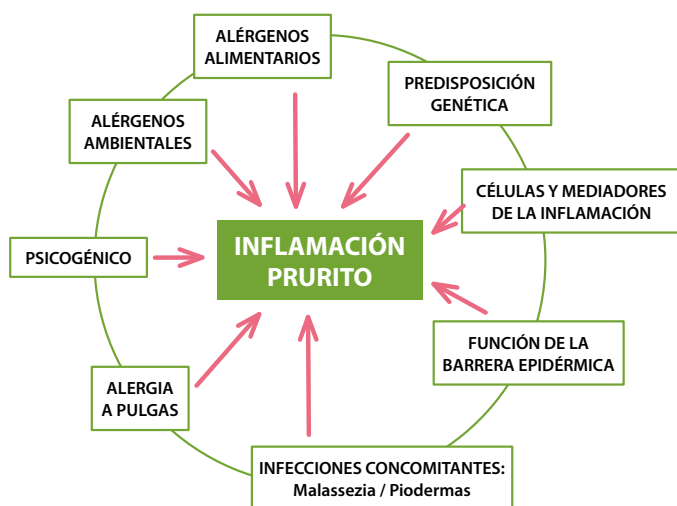 ALÉRGENOS
ALIMENTARIOS
PREDISPOSICIÓN
GENÉTICA
ALÉRGENOS
AMBIENTALES
CÉLULAS Y MEDIADORES
DE LA INFLAMACIÓN
INFLAMACIÓN
PRURITO
PSICOGÉNICO
FUNCIÓN DE LA
BARRERA EPIDÉRMICA
ALERGIA
A PULGAS
INFECCIONES CONCOMITANTES:
Malassezia / Piodermas